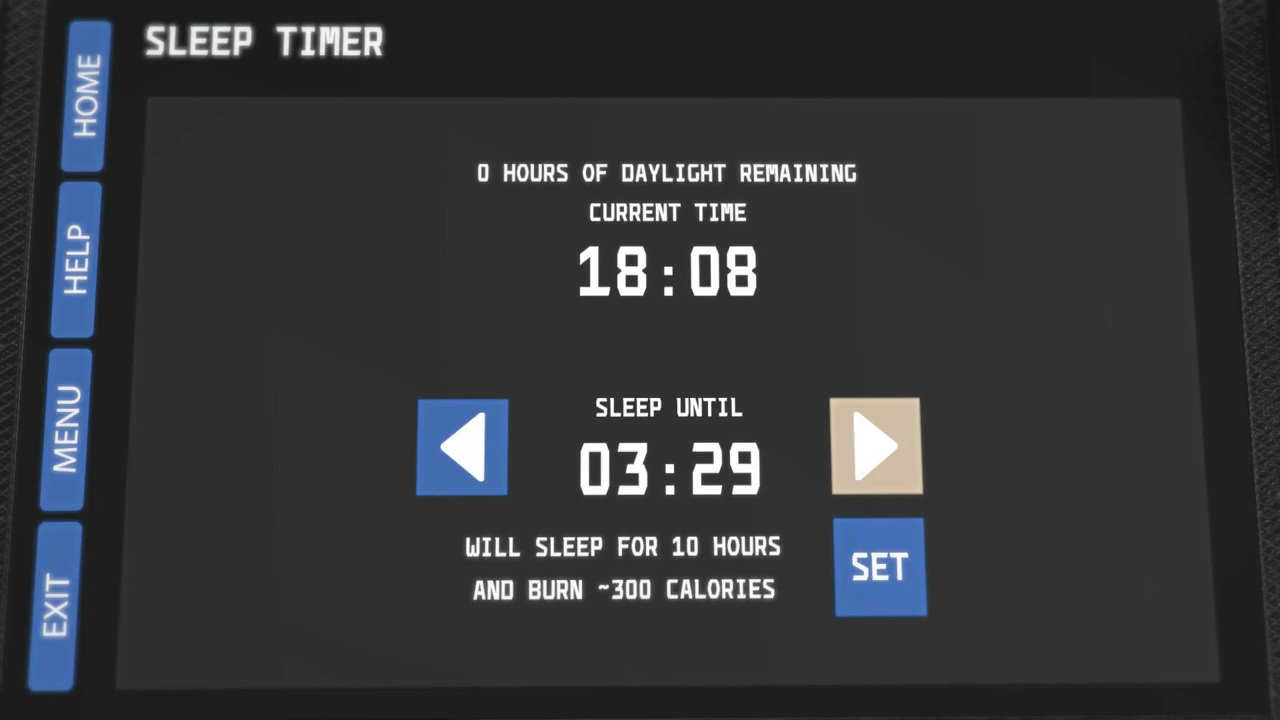 SLEEP TIMER
HOME
HELP
MENU
EXIT
0 HOURS OF DAYLIGHT REMAINING
CURRENT TIME
18:08
SLEEP UNTIL
03:29
WILL SLEEP FOR 10 HOURS
AND BURN ~300 CALORIES
SET